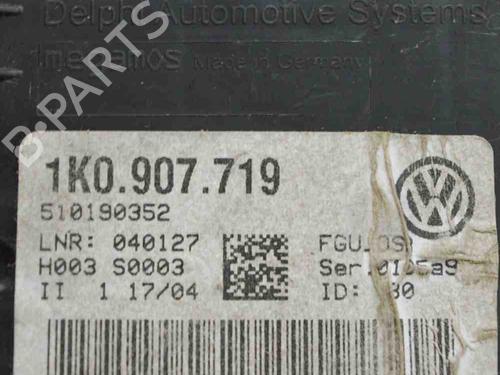 Delphi Automotive Systems
Made in Germany
B-PARTS
1K0.907.719
510190352
LNR: 040127
H003 S0003
II 1 17/04
ID: